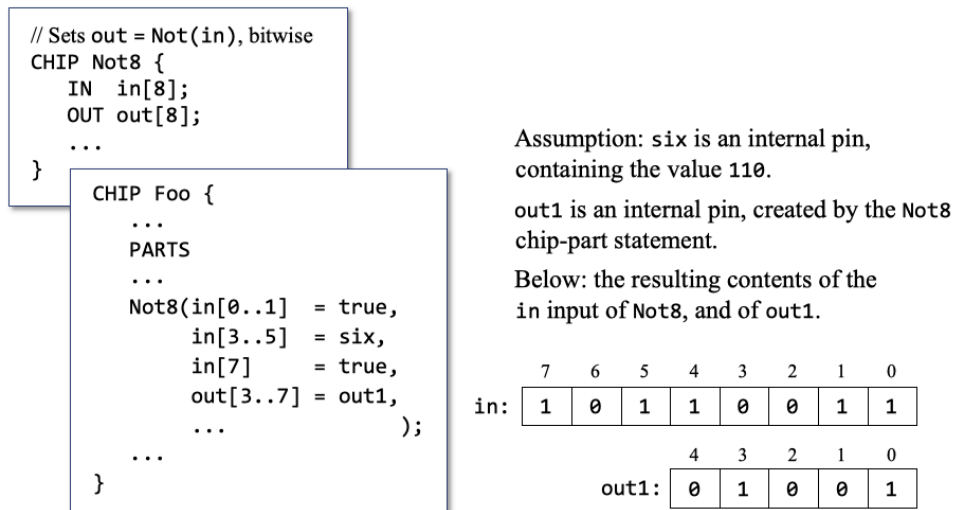 // Sets out = Not(in), bitwise
CHIP Not8 {
IN in[8];
OUT out[8];
...
}
CHIP Foo {
...
PARTS
...
Not8(in[0..1] = true,
in[3..5] = six,
in[7] = true,
out[3..7] = out1,
... );
...
}
Assumption: six is an internal pin,
containing the value 110.
out1 is an internal pin, created by the Not8
chip-part statement.
Below: the resulting contents of the
in input of Not8, and of out1.
7 6 5 4 3 2 1 0
in: 1 0 1 1 0 0 1 1
4 3 2 1 0
out1: 0 1 0 0 1